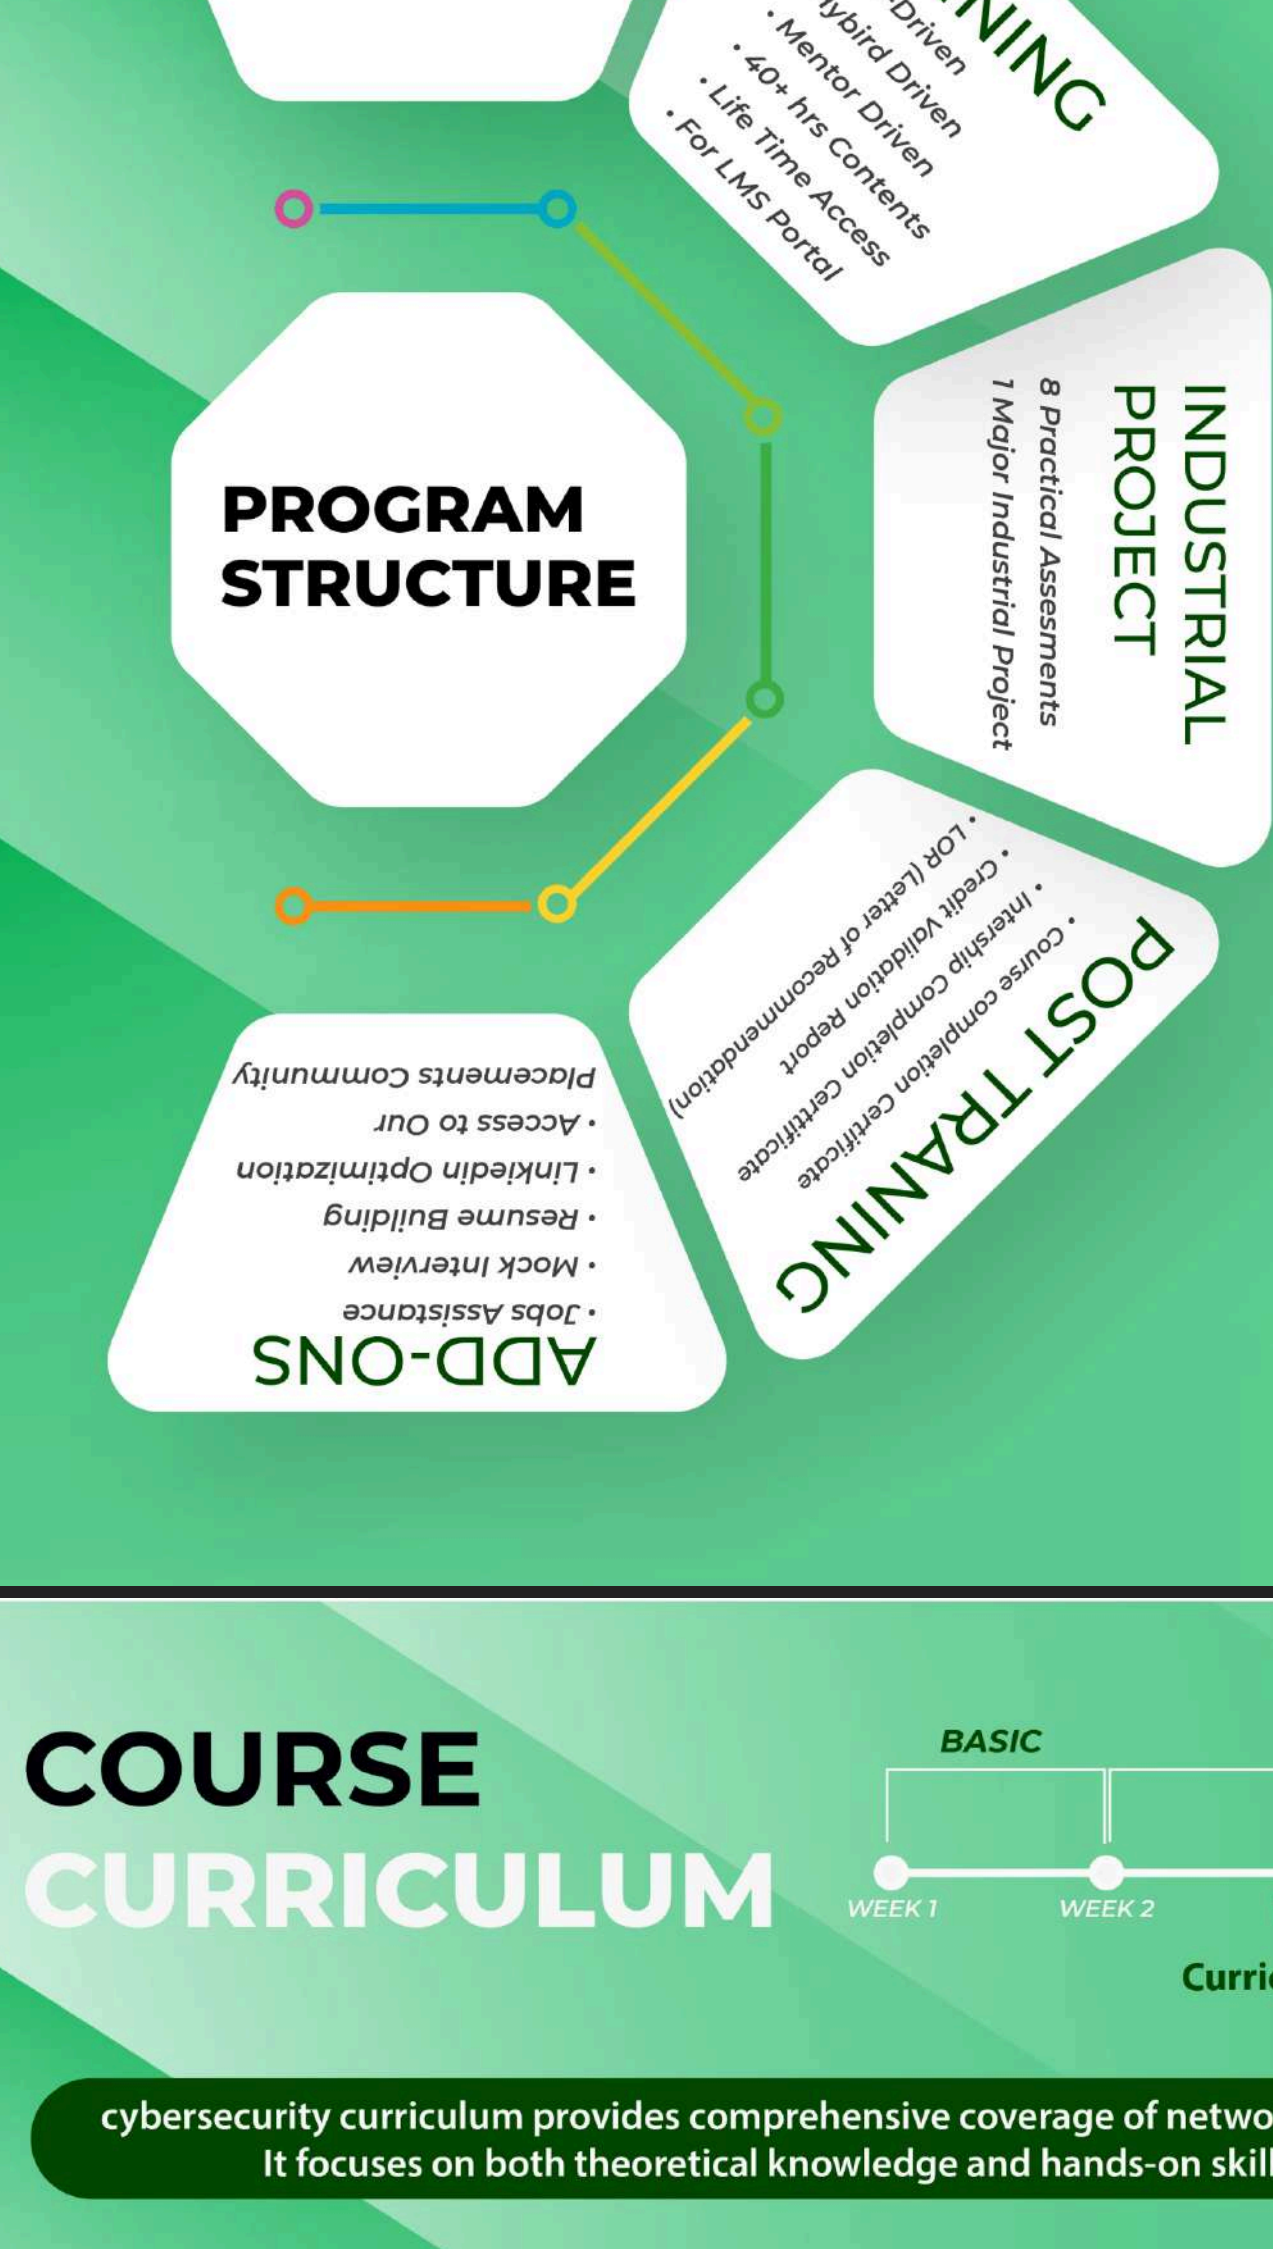 NING
Driven
ybird Driven
• Mentor Driven
• 40+ hrs Contents
• Life Time Access
• For LMS Portal
INDUSTRIAL
PROJECT
8 Practical Assesments
1 Major Industrial Project
PROGRAM
STRUCTURE
POST TRANING
• Course completion Certificate
• Intership Completion Certtificate
• Credit Validation Report
• LOR (Letter of Recommendation)
ADD-ONS
• Jobs Assistance
• Mock Interview
• Resume Building
• Linkiedin Optimization
• Access to Our
Placements Community
COURSE
CURRICULUM
BASIC
WEEK 1
WEEK 2
Curri
cybersecurity curriculum provides comprehensive coverage of netwo
It focuses on both theoretical knowledge and hands-on skill